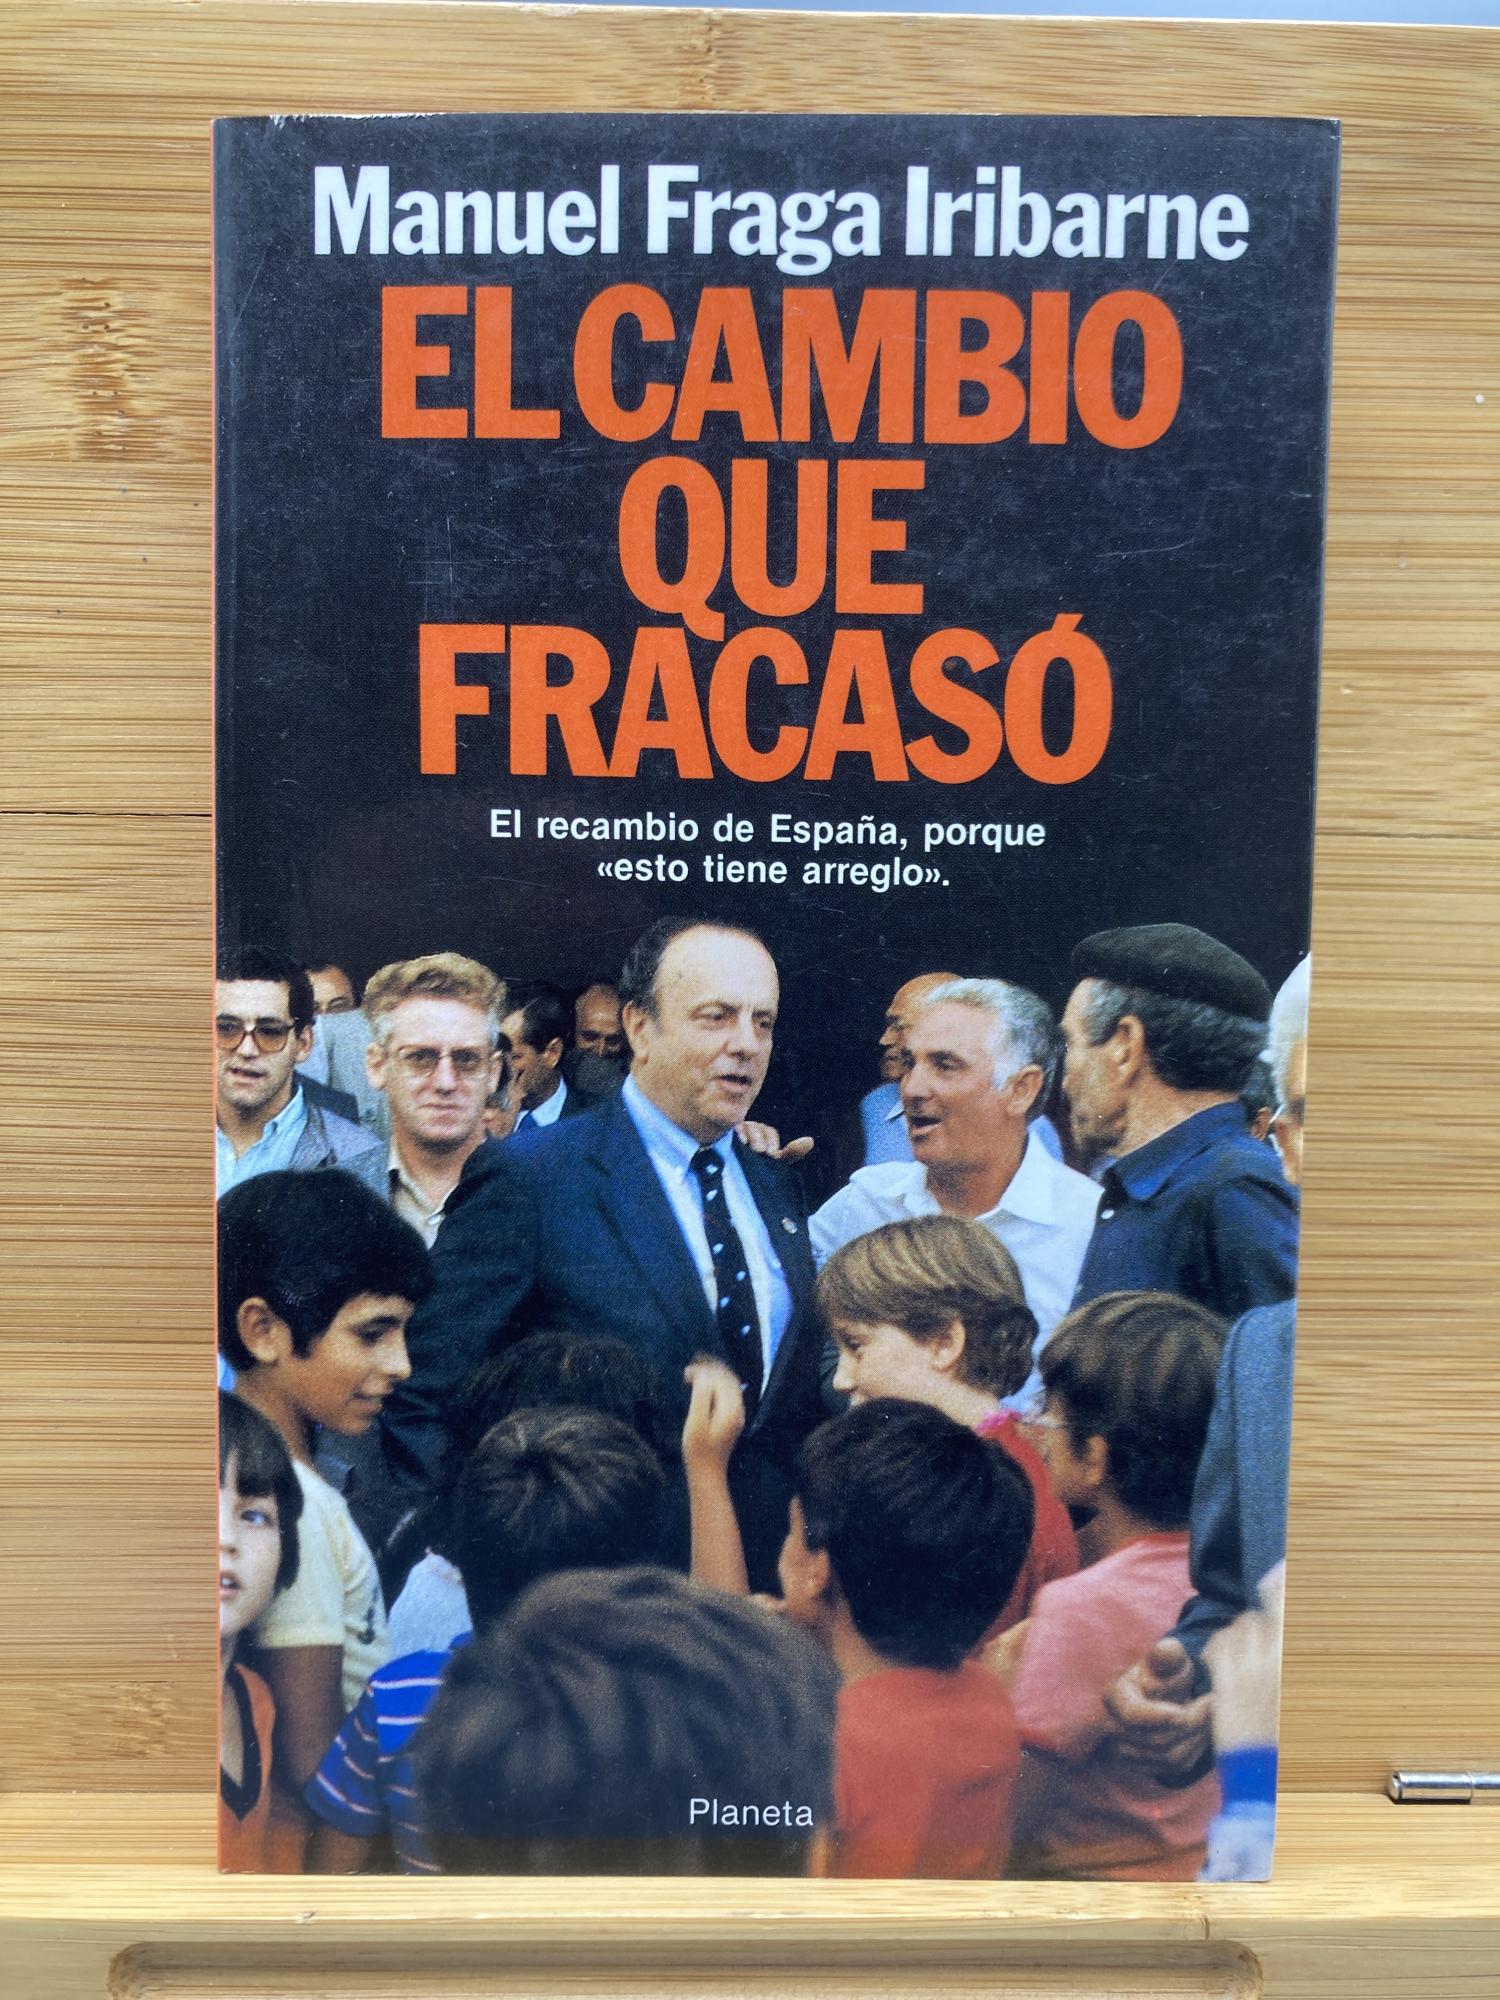 Manuel Fraga Iribarne
EL CAMBIO
QUE
FRACASÓ
El recambio de España, porque
«esto tiene arreglo».
Planeta